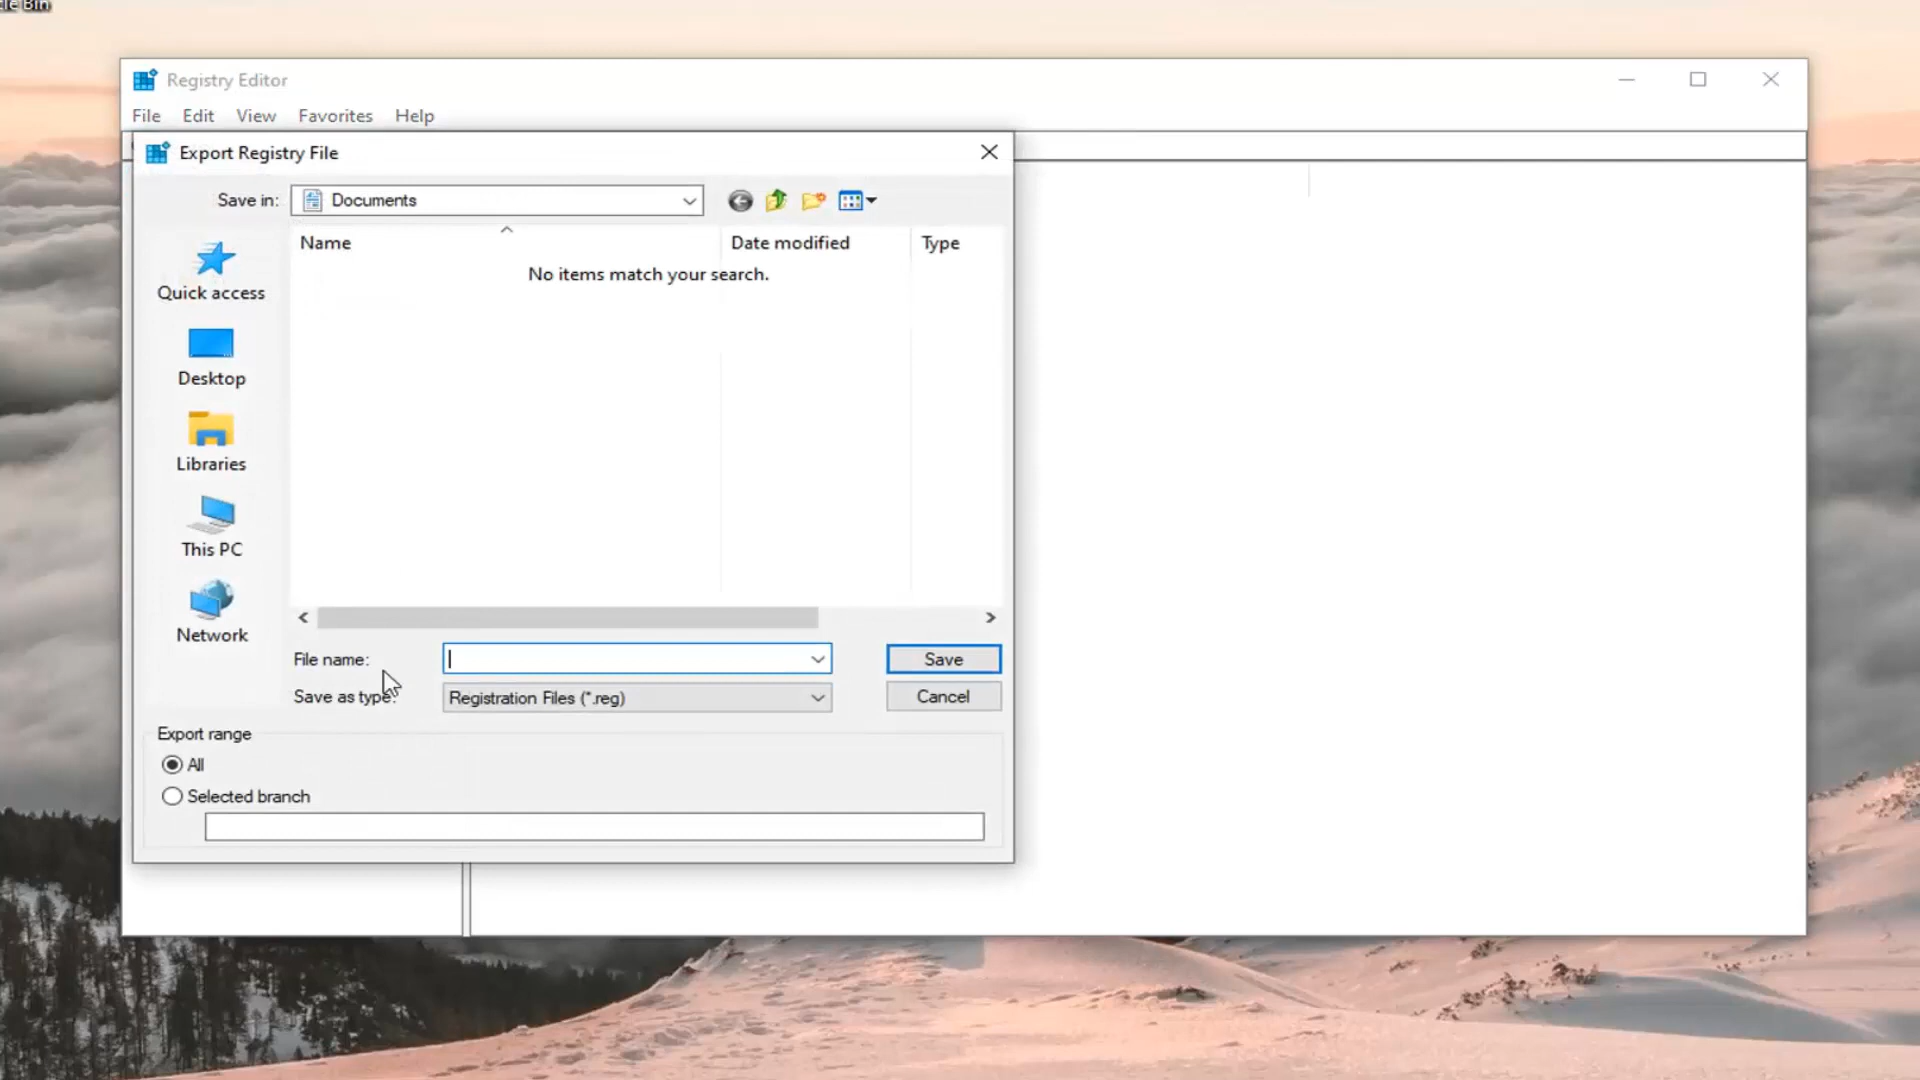 Registry Editor
File Edit View Favorites Help
Export Registry File
Save in: Documents
Name Date modified Type
No items match your search.
Quick access
Desktop
Libraries
This PC
Network
File name: Save
Save as type: Registration Files (*.reg) Cancel
Export range
All
Selected branch